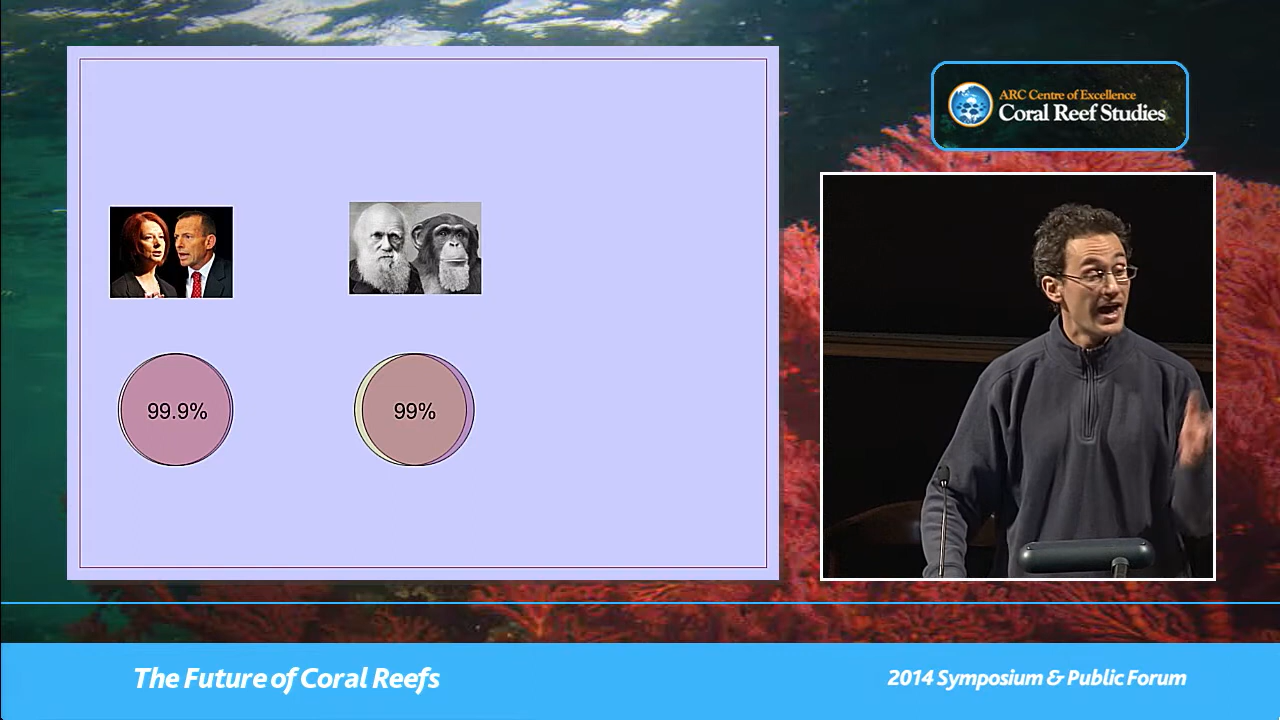 ARC Centre of Excellence
Coral Reef Studies
99.9%
99%
The Future of Coral Reefs
2014 Symposium & Public Forum